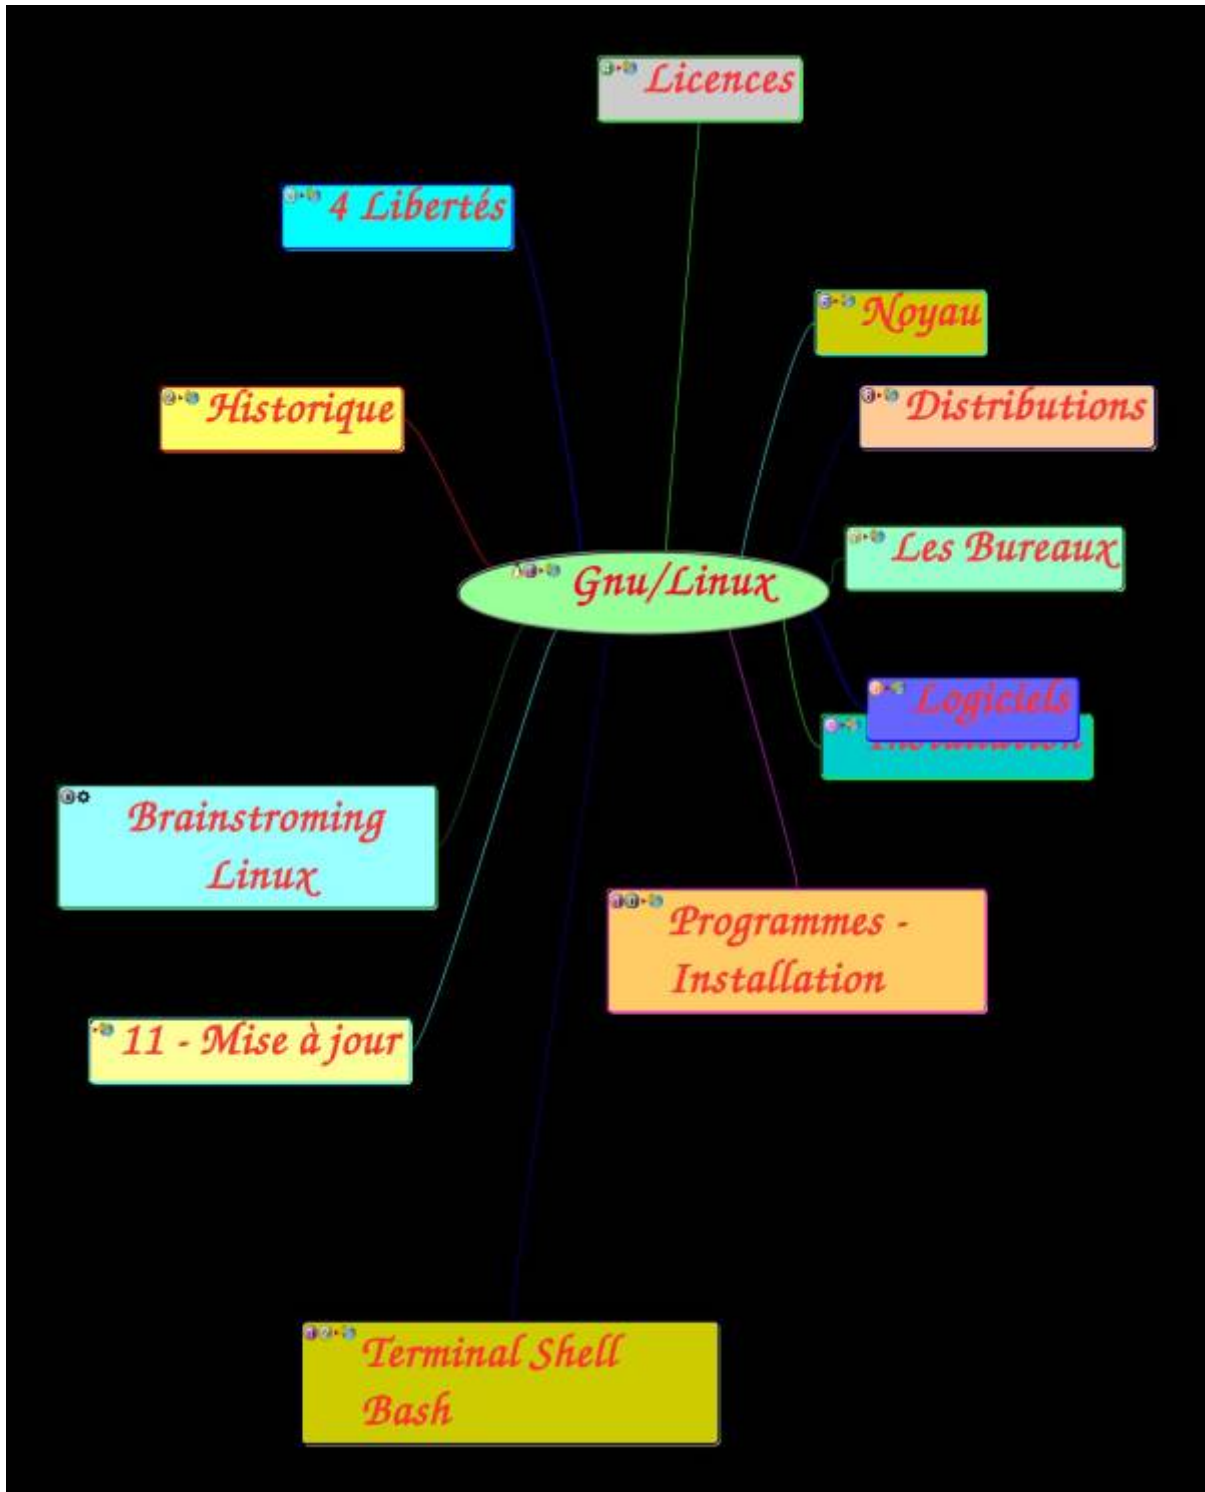 Licences
4 Libertés
Noyau
Historique
Distributions
Les Bureaux
Gnu/Linux
Logiciels
Installation
Brainstroming
Linux
Programmes -
Installation
11 - Mise à jour
Terminal Shell
Bash